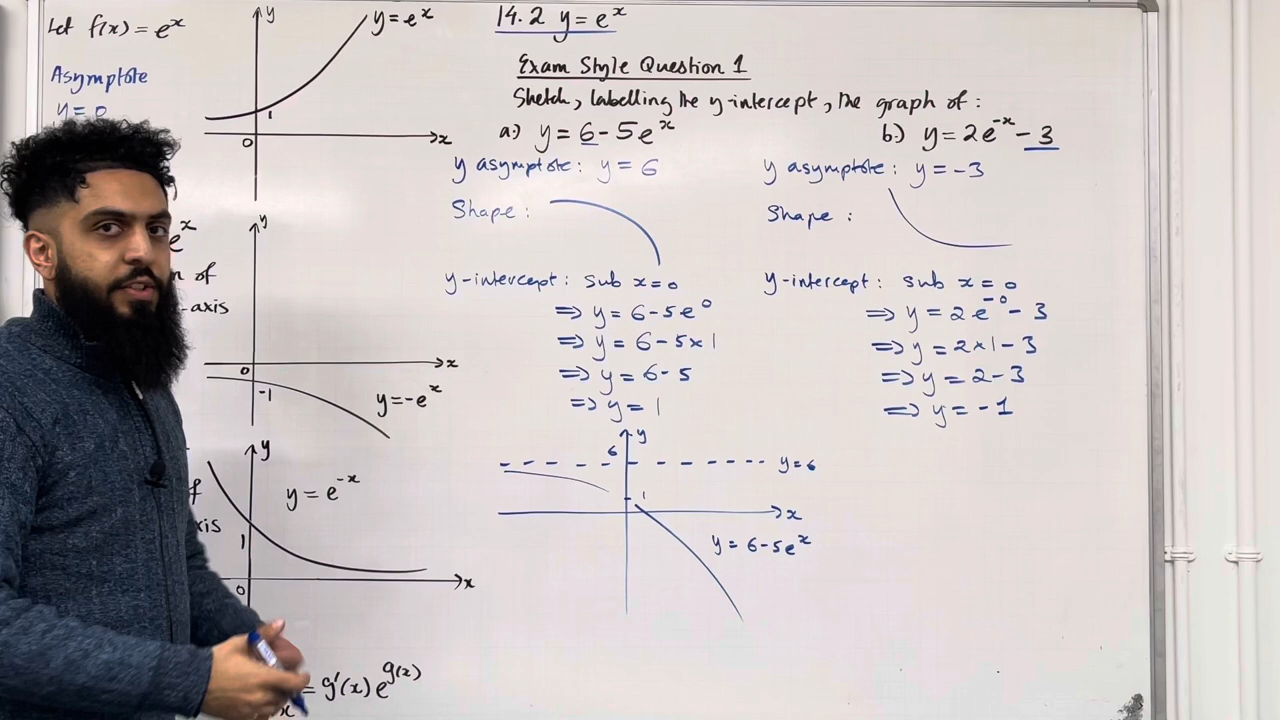 Let f(x) = e^x
Asymptote
y = 0
y
y = e^x
1
0
x
e^x
of
-axis
y
0
x
-1
y = -e^x
y
y = e^-x
xis
1
0
x
= g'(x) e^g(x)
x
14.2 y = e^x
Exam Style Question 1
Sketch, labelling the y-intercept, the graph of :
a.) y = 6 - 5e^x
b.) y = 2e^-x - 3
y asymptote : y = 6
y asymptote : y = -3
Shape :
Shape :
y-intercept : sub x = 0
⇒ y = 6 - 5e^0
⇒ y = 6 - 5 × 1
⇒ y = 6 - 5
⇒ y = 1
y-intercept : sub x = 0
⇒ y = 2e^-0 - 3
⇒ y = 2 × 1 - 3
⇒ y = 2 - 3
⇒ y = -1
y
6
y = 6
1
x
y = 6 - 5e^x